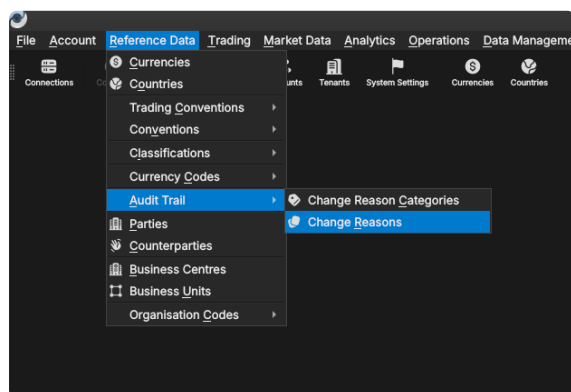 File Account Reference Data Trading Market Data Analytics Operations Data Manageme
Connections
Tenants System Settings Currencies Countries
Currencies
Countries
Trading Conventions
Conventions
Classifications
Currency Codes
Audit Trail
Change Reason Categories
Change Reasons
Parties
Counterparties
Business Centres
Business Units
Organisation Codes